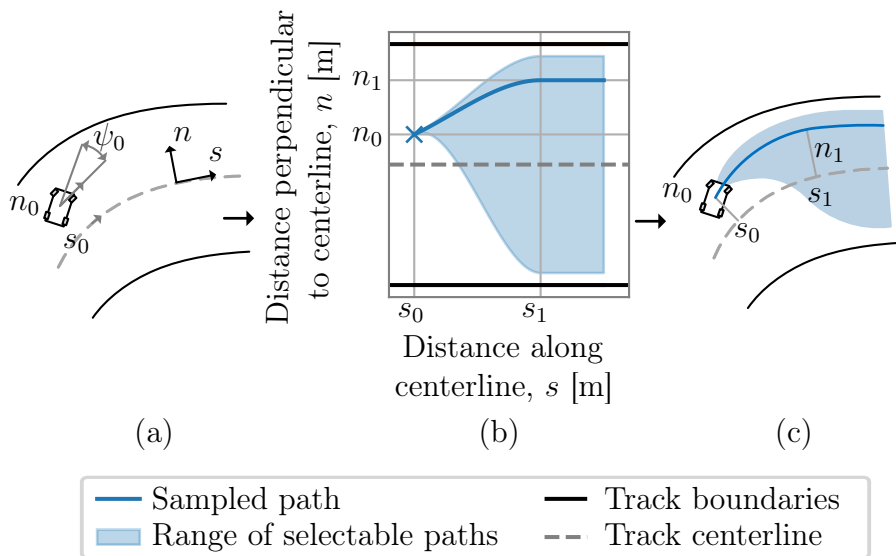 ψ₀
n
s
n₀
s₀
(a)
Distance perpendicular
to centerline, n [m]
n₁
n₀
s₀
s₁
Distance along
centerline, s [m]
(b)
n₁
n₀
s₁
s₀
(c)
Sampled path
Range of selectable paths
Track boundaries
Track centerline